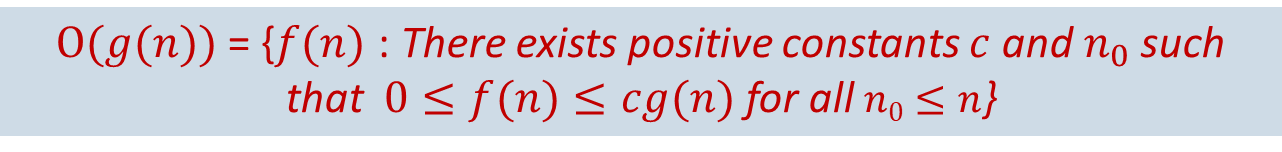 O(g(n)) = {f(n) : There exists positive constants c and n₀ such
that 0 ≤ f(n) ≤ cg(n) for all n₀ ≤ n}